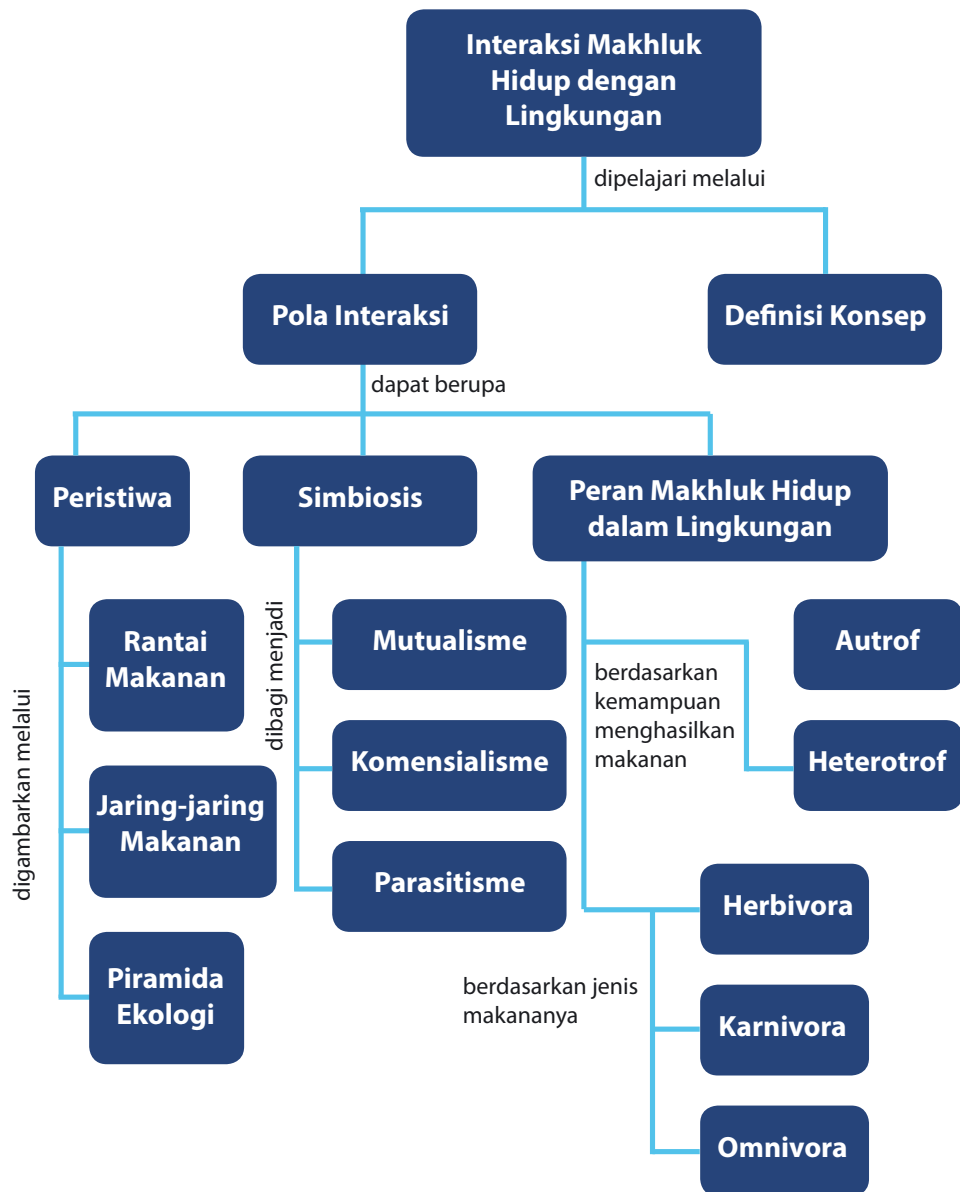 Interaksi Makhluk
Hidup dengan
Lingkungan
dipelajari melalui
Pola Interaksi
Definisi Konsep
dapat berupa
Peristiwa
Simbiosis
Peran Makhluk Hidup
dalam Lingkungan
digambarkan melalui
Rantai
Makanan
Jaring-jaring
Makanan
Piramida
Ekologi
dibagi menjadi
Mutualisme
Komensialisme
Parasitisme
berdasarkan
kemampuan
menghasilkan
makanan
Autrof
Heterotrof
berdasarkan jenis
makananya
Herbivora
Karnivora
Omnivora